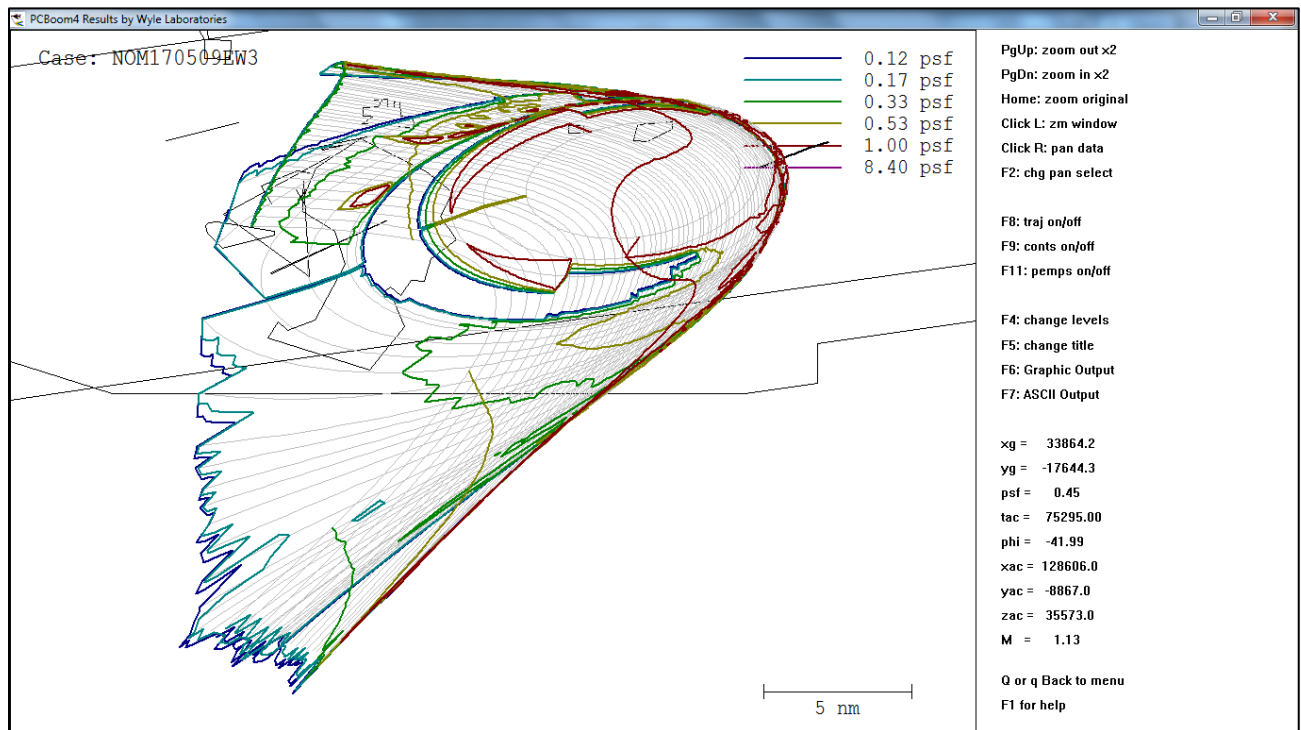 PCBoom4 Results by Wyle Laboratories
Case: NOM170509EW3
0.12 psf
0.17 psf
0.33 psf
0.53 psf
1.00 psf
8.40 psf
5 nm
PgUp: zoom out x2
PgDn: zoom in x2
Home: zoom original
Click L: zm window
Click R: pan data
F2: chg pan select
F8: traj on/off
F9: conts on/off
F11: pemps on/off
F4: change levels
F5: change title
F6: Graphic Output
F7: ASCII Output
xg = 33864.2
yg = -17644.3
psf = 0.45
tac = 75295.00
phi = -41.99
xac = 128606.0
yac = -8867.0
zac = 35573.0
M = 1.13
Q or q Back to menu
F1 for help